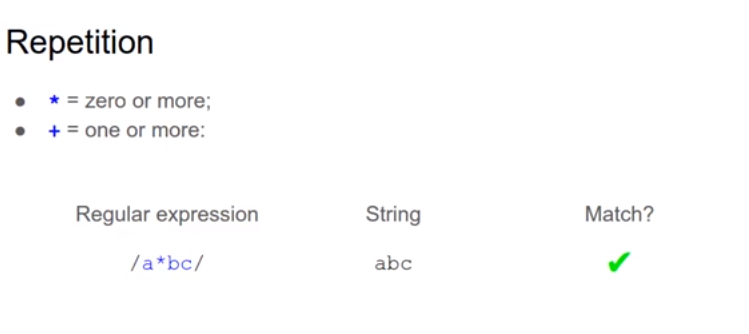 Repetition
● * = zero or more;
● + = one or more:
Regular expression String Match?
/a*bc/ abc ✔